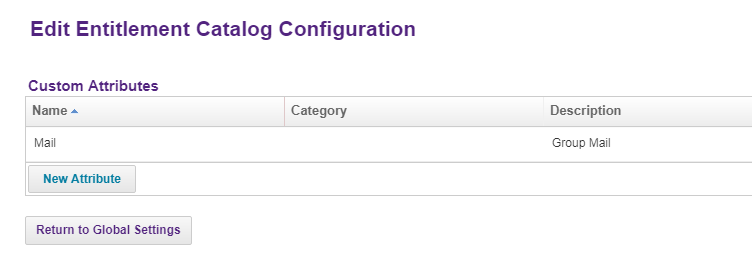 Edit Entitlement Catalog Configuration
Custom Attributes
Name Category Description
Mail Group Mail
New Attribute
Return to Global Settings